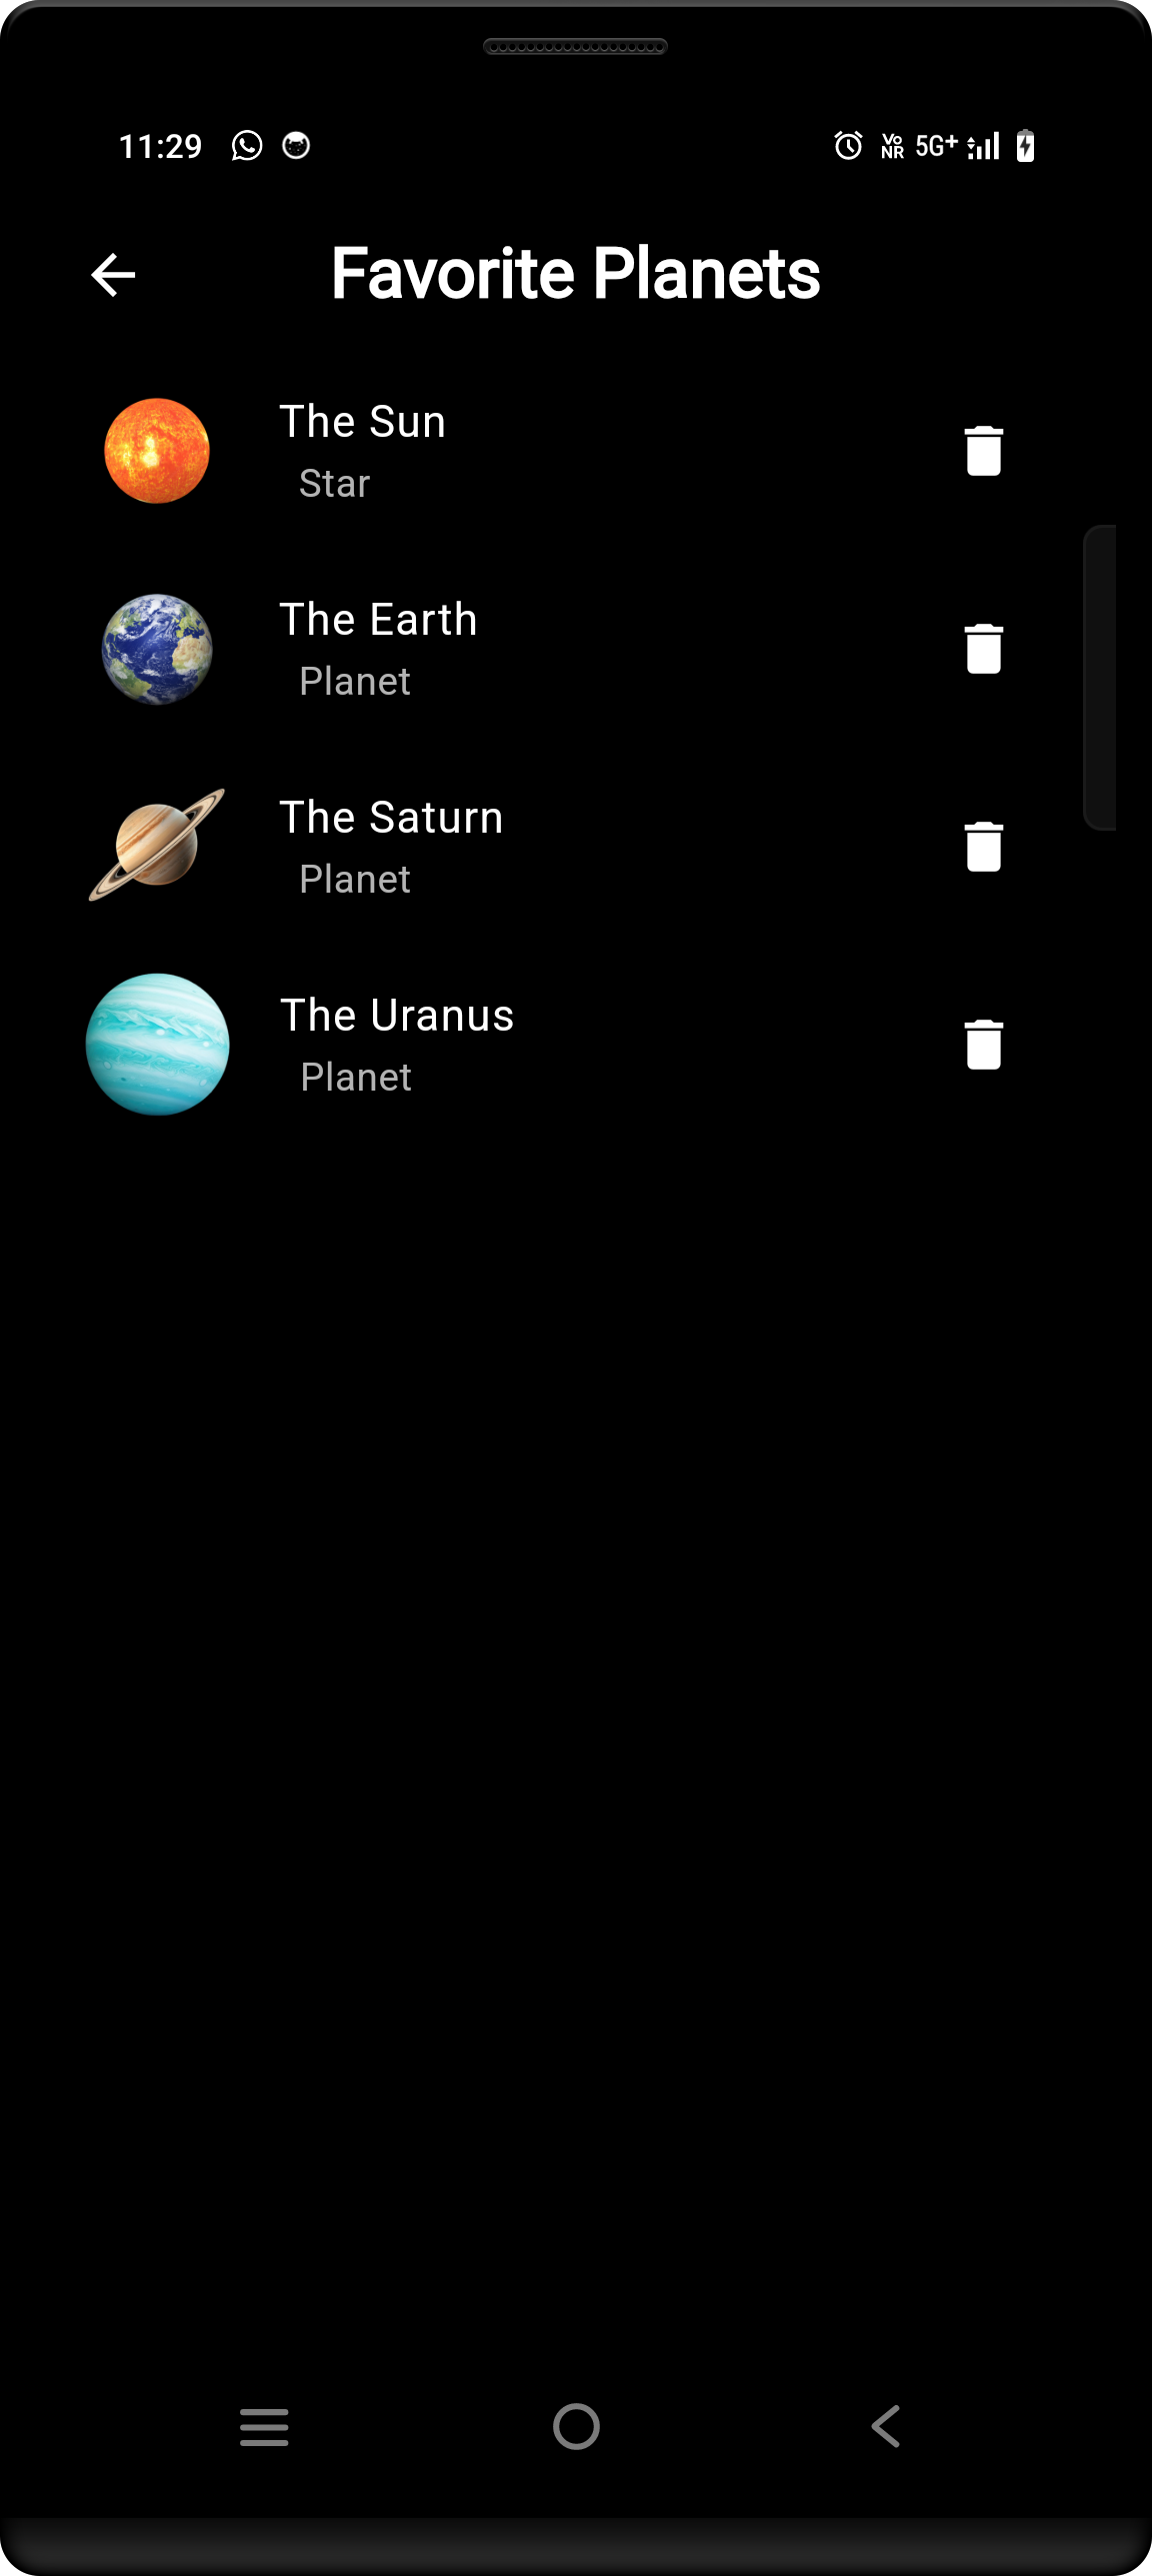 11:29
Vo
NR
5G+
Favorite Planets
The Sun
Star
The Earth
Planet
The Saturn
Planet
The Uranus
Planet